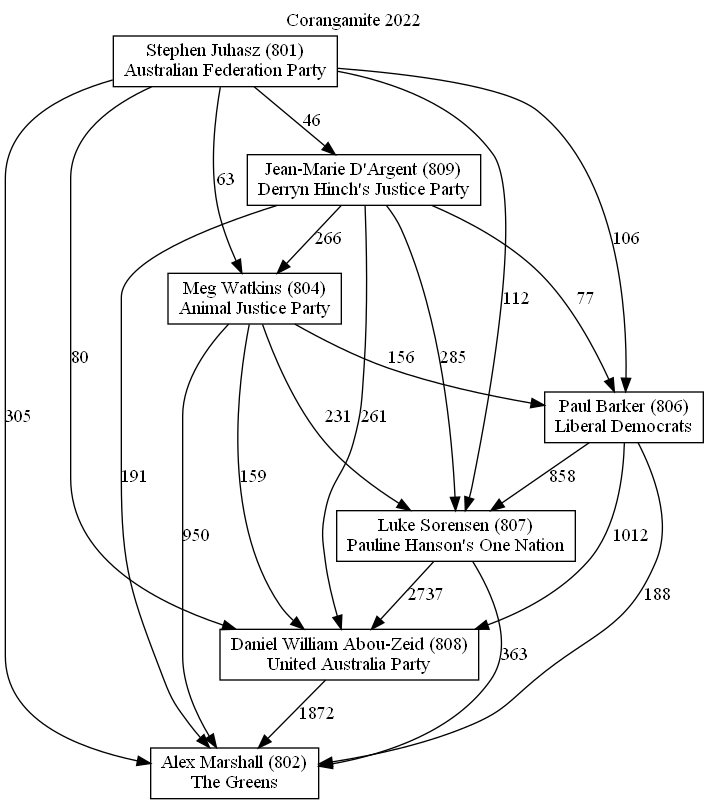 Corangamite 2022
Stephen Juhasz (801)
Australian Federation Party
46
63
106
Jean-Marie D'Argent (809)
Derryn Hinch's Justice Party
266
Meg Watkins (804)
Animal Justice Party
112
77
80
156
285
Paul Barker (806)
Liberal Democrats
305
231
261
191
159
858
Luke Sorensen (807)
Pauline Hanson's One Nation
950
1012
2737
188
Daniel William Abou-Zeid (808)
United Australia Party
363
1872
Alex Marshall (802)
The Greens